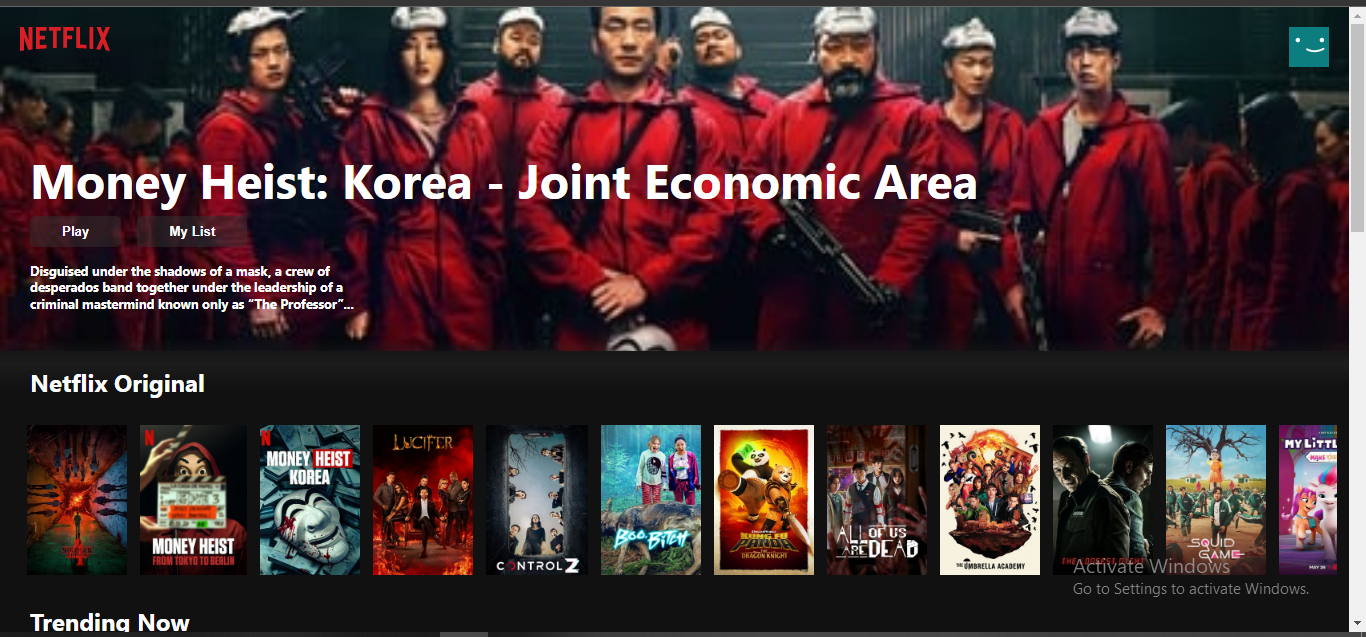 NETFLIX
Money Heist: Korea - Joint Economic Area
Play
My List
Disguised under the shadows of a mask, a crew of
desperados band together under the leadership of a
criminal mastermind known only as “The Professor”...
Netflix Original
N
MONEY HEIST
FROM TOKYO TO BERLIN
N
MONEY HEIST
KOREA
LUCIFER
CONTROL Z
BOO, BITCH
KUNG FU
PANDA
THE
DRAGON KNIGHT
ALL OF US
ARE DEAD
THE UMBRELLA ACADEMY
SQUID
GAME
MY LITTL
Activate Windows
Go to Settings to activate Windows.
Trending Now